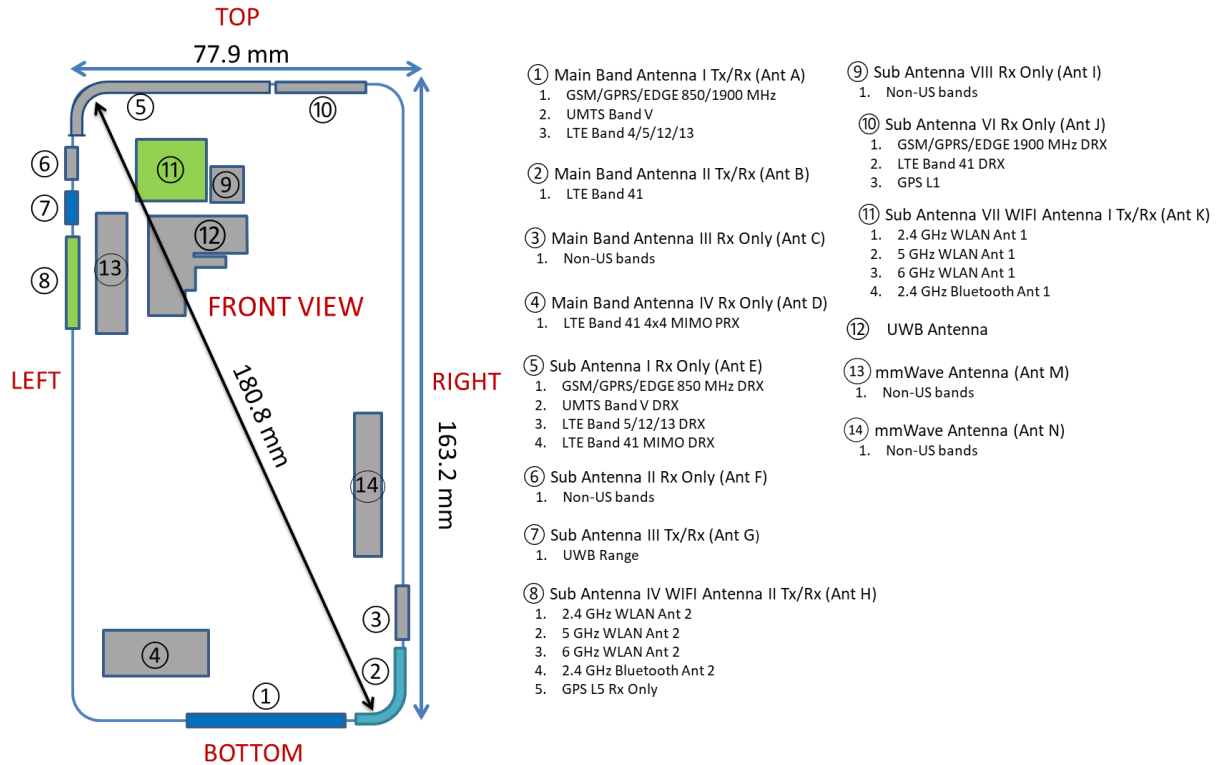 TOP
77.9 mm
⑤
⑩
⑥
⑪
⑨
⑦
⑫
⑬
⑧
FRONT VIEW
LEFT
RIGHT
180.8 mm
163.2 mm
⑭
③
④
②
①
BOTTOM
① Main Band Antenna I Tx/Rx (Ant A)
1. GSM/GPRS/EDGE 850/1900 MHz
2. UMTS Band V
3. LTE Band 4/5/12/13
② Main Band Antenna II Tx/Rx (Ant B)
1. LTE Band 41
③ Main Band Antenna III Rx Only (Ant C)
1. Non-US bands
④ Main Band Antenna IV Rx Only (Ant D)
1. LTE Band 41 4x4 MIMO PRX
⑤ Sub Antenna I Rx Only (Ant E)
1. GSM/GPRS/EDGE 850 MHz DRX
2. UMTS Band V DRX
3. LTE Band 5/12/13 DRX
4. LTE Band 41 MIMO DRX
⑥ Sub Antenna II Rx Only (Ant F)
1. Non-US bands
⑦ Sub Antenna III Tx/Rx (Ant G)
1. UWB Range
⑧ Sub Antenna IV WIFI Antenna II Tx/Rx (Ant H)
1. 2.4 GHz WLAN Ant 2
2. 5 GHz WLAN Ant 2
3. 6 GHz WLAN Ant 2
4. 2.4 GHz Bluetooth Ant 2
5. GPS L5 Rx Only
⑨ Sub Antenna VIII Rx Only (Ant I)
1. Non-US bands
⑩ Sub Antenna VI Rx Only (Ant J)
1. GSM/GPRS/EDGE 1900 MHz DRX
2. LTE Band 41 DRX
3. GPS L1
⑪ Sub Antenna VII WIFI Antenna I Tx/Rx (Ant K)
1. 2.4 GHz WLAN Ant 1
2. 5 GHz WLAN Ant 1
3. 6 GHz WLAN Ant 1
4. 2.4 GHz Bluetooth Ant 1
⑫ UWB Antenna
⑬ mmWave Antenna (Ant M)
1. Non-US bands
⑭ mmWave Antenna (Ant N)
1. Non-US bands